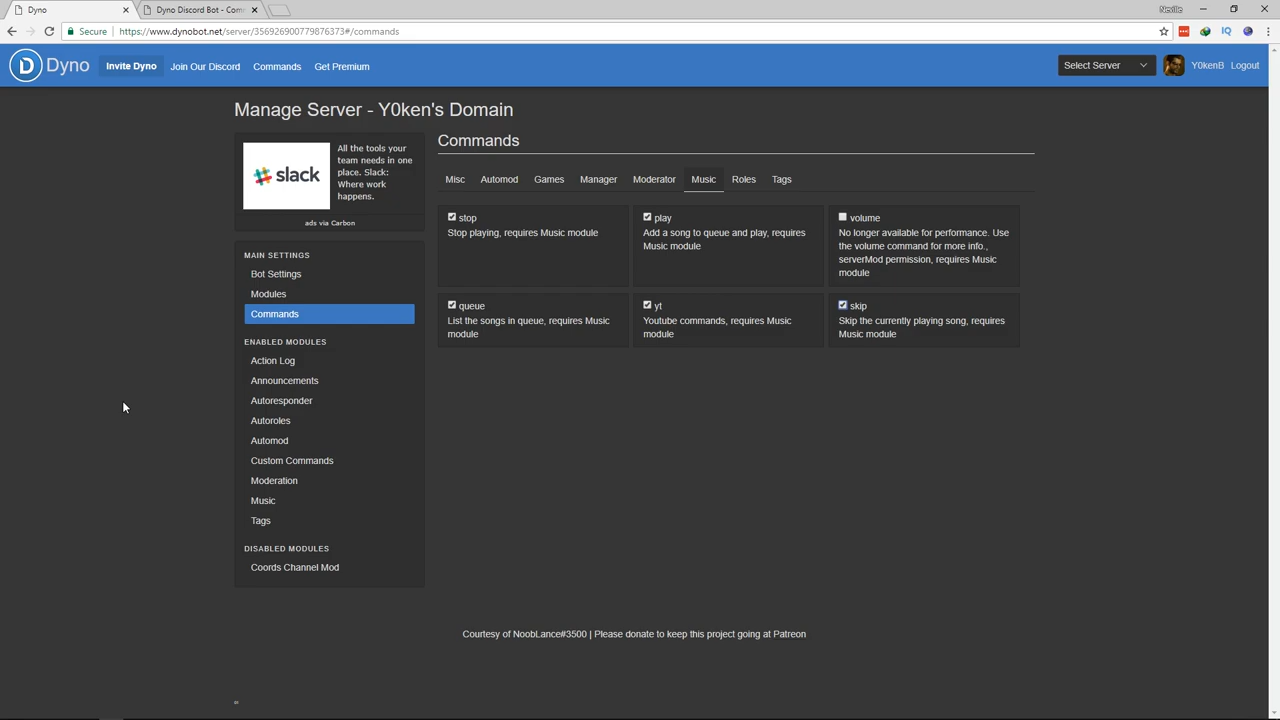 Dyno
Dyno Discord Bot - Com
Neville
Secure
https://www.dynobot.net/server/356926900779876373#/commands
IQ
Dyno
Invite Dyno
Join Our Discord
Commands
Get Premium
Select Server
Y0kenB
Logout
Manage Server - Y0ken's Domain
slack
All the tools your
team needs in one
place. Slack:
Where work
happens.
ads via Carbon
MAIN SETTINGS
Bot Settings
Modules
Commands
ENABLED MODULES
Action Log
Announcements
Autoresponder
Autoroles
Automod
Custom Commands
Moderation
Music
Tags
DISABLED MODULES
Coords Channel Mod
Commands
Misc
Automod
Games
Manager
Moderator
Music
Roles
Tags
stop
Stop playing, requires Music module
play
Add a song to queue and play, requires
Music module
volume
No longer available for performance. Use
the volume command for more info.,
serverMod permission, requires Music
module
queue
List the songs in queue, requires Music
module
yt
Youtube commands, requires Music
module
skip
Skip the currently playing song, requires
Music module
Courtesy of NoobLance#3500 | Please donate to keep this project going at Patreon